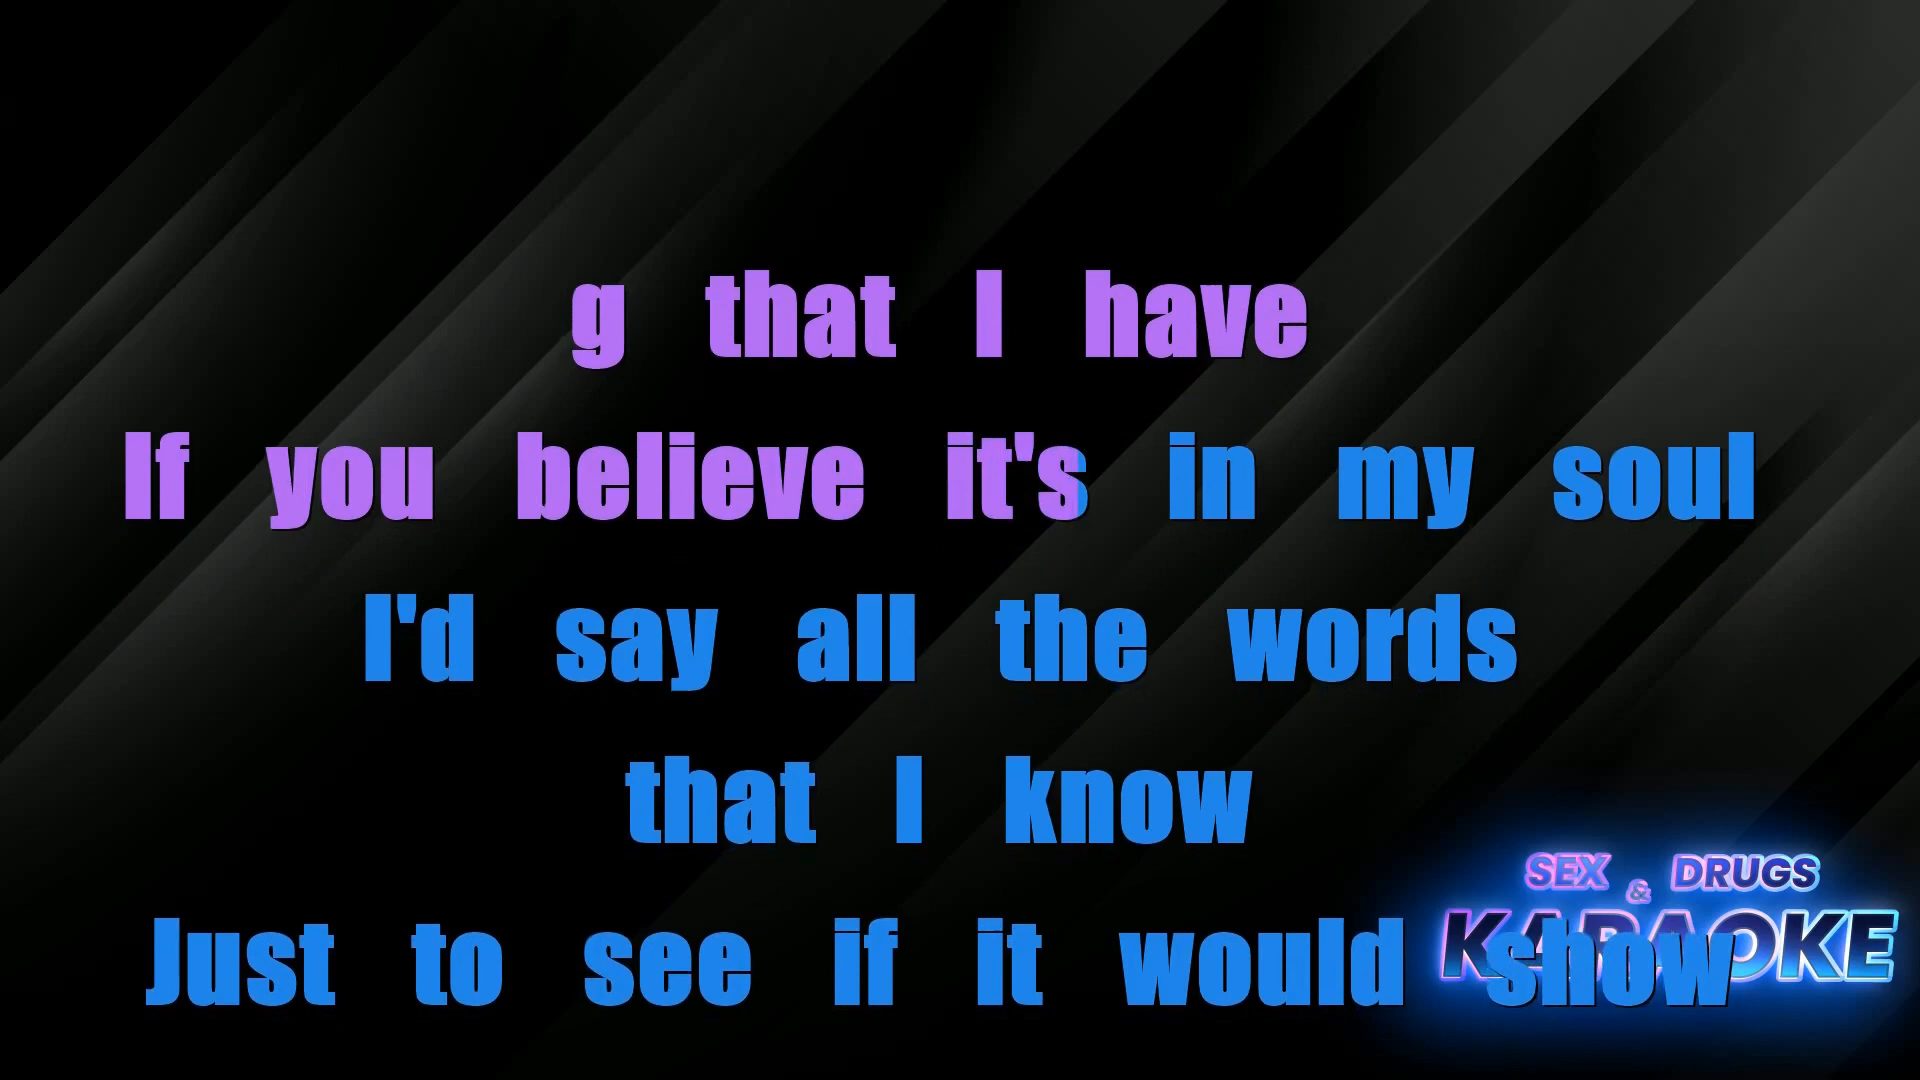 g that I have
If you believe it's in my soul
I'd say all the words
that I know
Just to see if it would show
SEX & DRUGS
KARAOKE